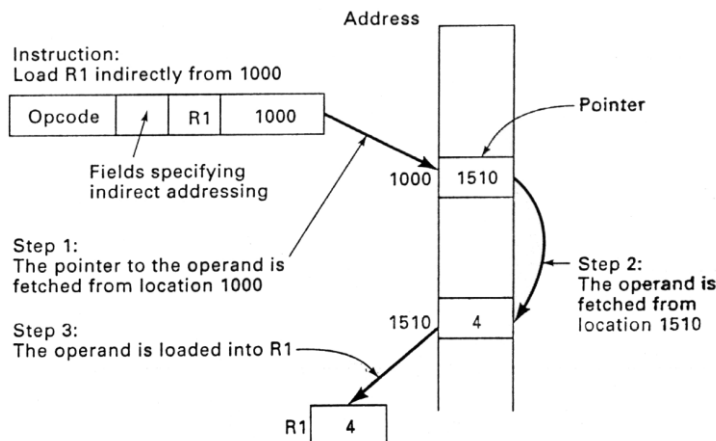 Address
Instruction:
Load R1 indirectly from 1000
Opcode R1 1000
Pointer
Fields specifying
indirect addressing
1000 1510
Step 1:
The pointer to the operand is
fetched from location 1000
Step 2:
The operand is
fetched from
location 1510
1510 4
Step 3:
The operand is loaded into R1
R1 4